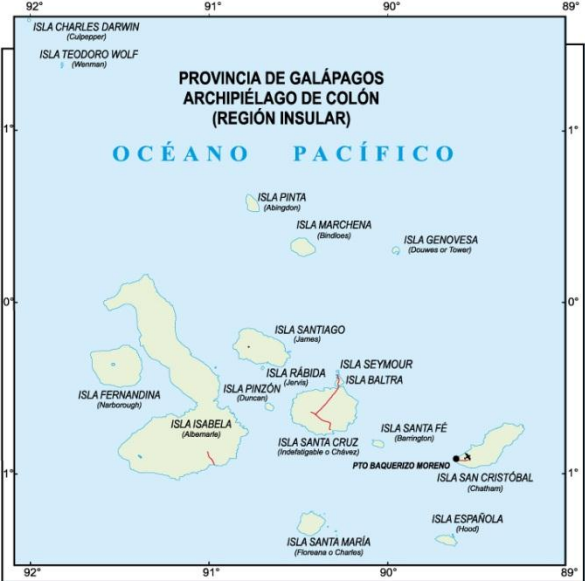 92°
91°
90°
89°
ISLA CHARLES DARWIN
(Culpepper)
ISLA TEODORO WOLF
(Wenman)
PROVINCIA DE GALÁPAGOS
ARCHIPIÉLAGO DE COLÓN
(REGIÓN INSULAR)
1°
1°
OCÉANO PACÍFICO
ISLA PINTA
(Abingdon)
ISLA MARCHENA
(Bindloes)
ISLA GENOVESA
(Douwes or Tower)
0°
0°
ISLA SANTIAGO
(James)
ISLA SEYMOUR
ISLA RÁBIDA
(Jervis)
ISLA BALTRA
ISLA FERNANDINA
(Narborough)
ISLA PINZÓN
(Duncan)
ISLA ISABELA
(Albemarle)
ISLA SANTA CRUZ
(Indefatigable o Chávez)
ISLA SANTA FÉ
(Barrington)
PTO BAQUERIZO MORENO
1°
1°
ISLA SAN CRISTÓBAL
(Chatham)
ISLA ESPAÑOLA
(Hood)
ISLA SANTA MARÍA
(Floreana o Charles)
92°
91°
90°
89°